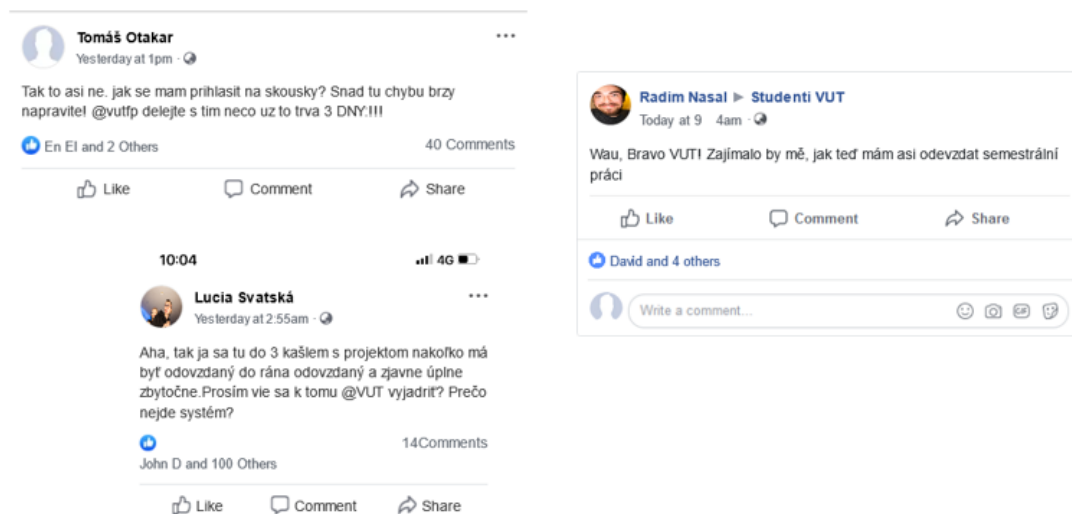 Tomáš Otakar
Yesterday at 1pm ·
Tak to asi ne. jak se mam prihlasit na skousky? Snad tu chybu brzy
napravite! @vutfp delejte s tim neco uz to trva 3 DNY.!!!
En El and 2 Others
40 Comments
Like Comment Share
10:04
4G
Lucia Svatská
Yesterday at 2:55am ·
Aha, tak ja sa tu do 3 kašlem s projektom nakoľko má
byť odovzdaný do rána odovzdaný a zjavne úplne
zbytočne.Prosím vie sa k tomu @VUT vyjadriť? Prečo
nejde systém?
14Comments
John D and 100 Others
Like Comment Share
Radim Nasal ▶ Studenti VUT
Today at 9 4am ·
Wau, Bravo VUT! Zajímalo by mě, jak teď mám asi odevzdat semestrální
práci
Like Comment Share
David and 4 others
Write a comment...
GIF